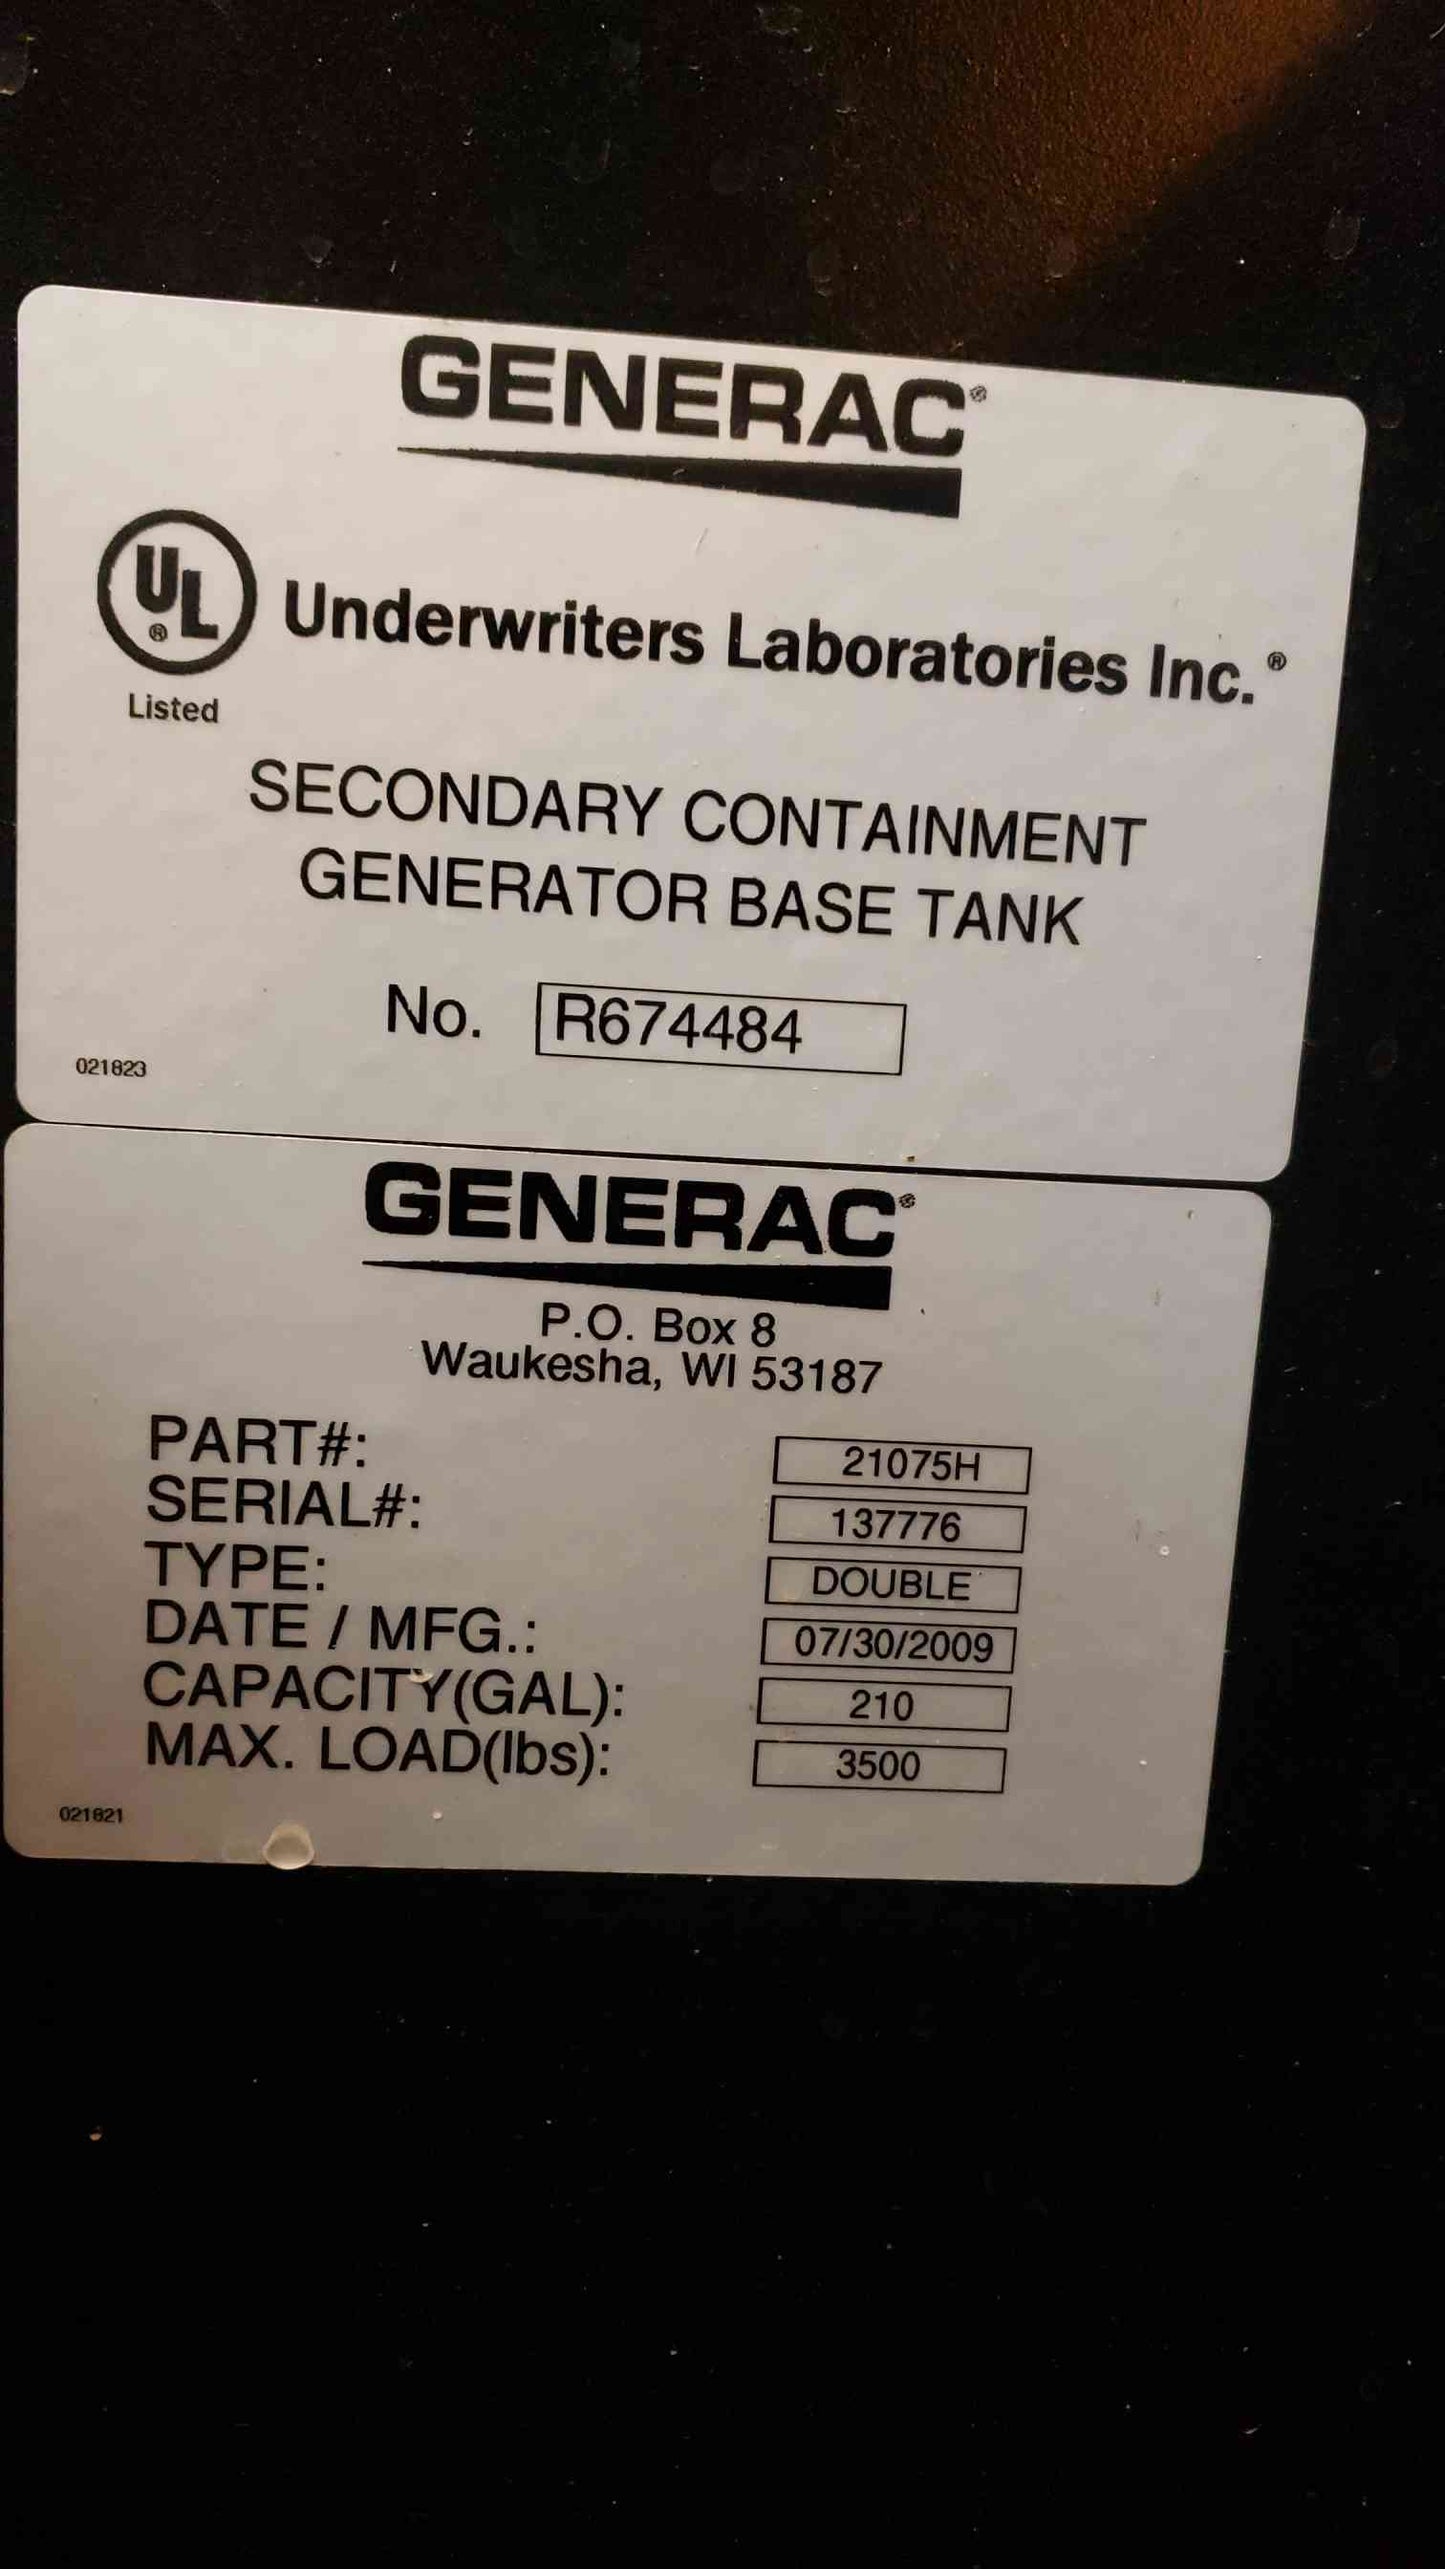 GENERAC®
UL® Underwriters Laboratories Inc.®
Listed
SECONDARY CONTAINMENT
GENERATOR BASE TANK
No. R674484
021823
GENERAC®
P.O. Box 8
Waukesha, WI 53187
PART#: 21075H
SERIAL#: 137776
TYPE: DOUBLE
DATE / MFG.: 07/30/2009
CAPACITY(GAL): 210
MAX. LOAD(lbs): 3500
021821